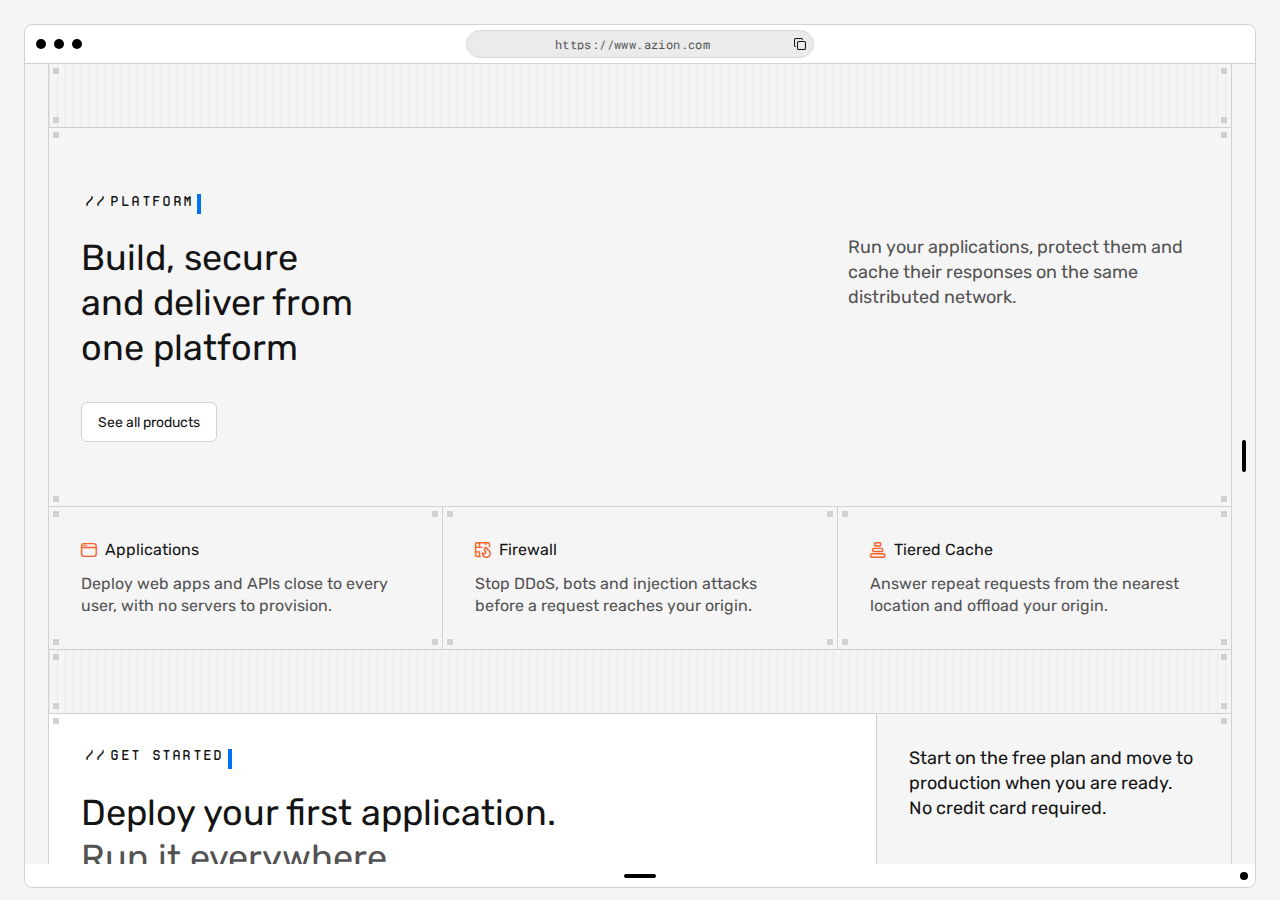 https://www.azion.com
//PLATFORM
Build, secure
and deliver from
one platform
Run your applications, protect them and
cache their responses on the same
distributed network.
See all products
Applications
Deploy web apps and APIs close to every
user, with no servers to provision.
Firewall
Stop DDoS, bots and injection attacks
before a request reaches your origin.
Tiered Cache
Answer repeat requests from the nearest
location and offload your origin.
//GET STARTED
Deploy your first application.
Run it everywhere
Start on the free plan and move to
production when you are ready.
No credit card required.